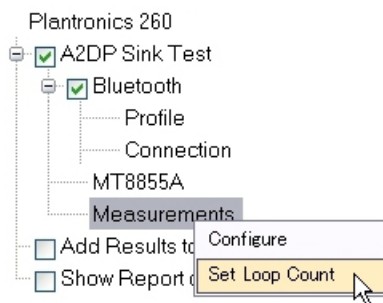 Plantronics 260
A2DP Sink Test
Bluetooth
Profile
Connection
MT8855A
Measurements
Configure
Add Results to
Set Loop Count
Show Report